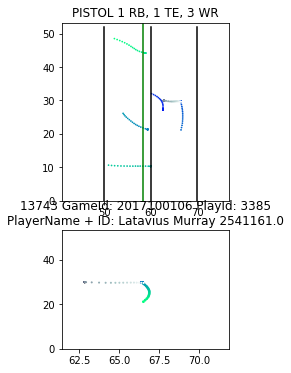 PISTOL 1 RB, 1 TE, 3 WR
50
40
30
20
10
0
50 60 70
13743 GameId: 2017100106 PlayId: 3385
PlayerName + ID: Latavius Murray 2541161.0
40
20
0
62.5 65.0 67.5 70.0